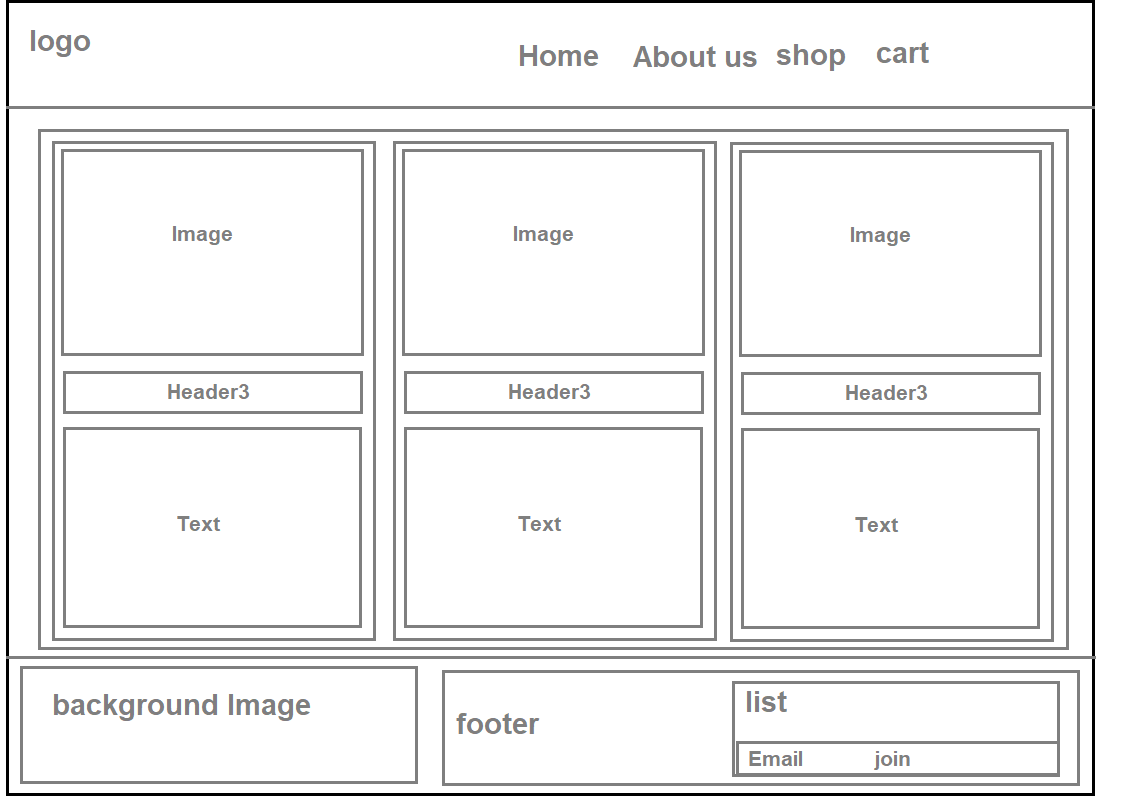 logo
Home About us shop cart
Image Image Image
Header3 Header3 Header3
Text Text Text
background Image
footer
list
Email join